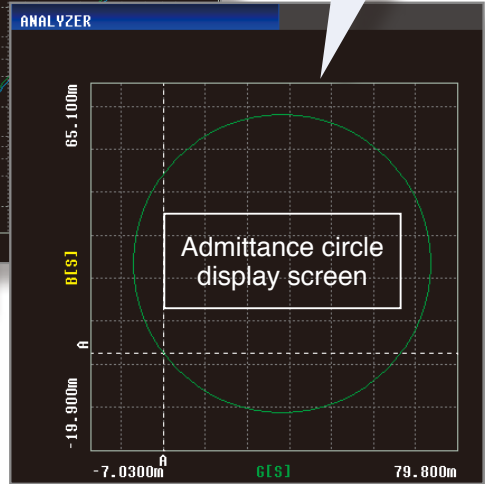 ANALYZER
65.100m
B[S]
Admittance circle
display screen
A
-19.900m
A
-7.0300m
G[S]
79.800m